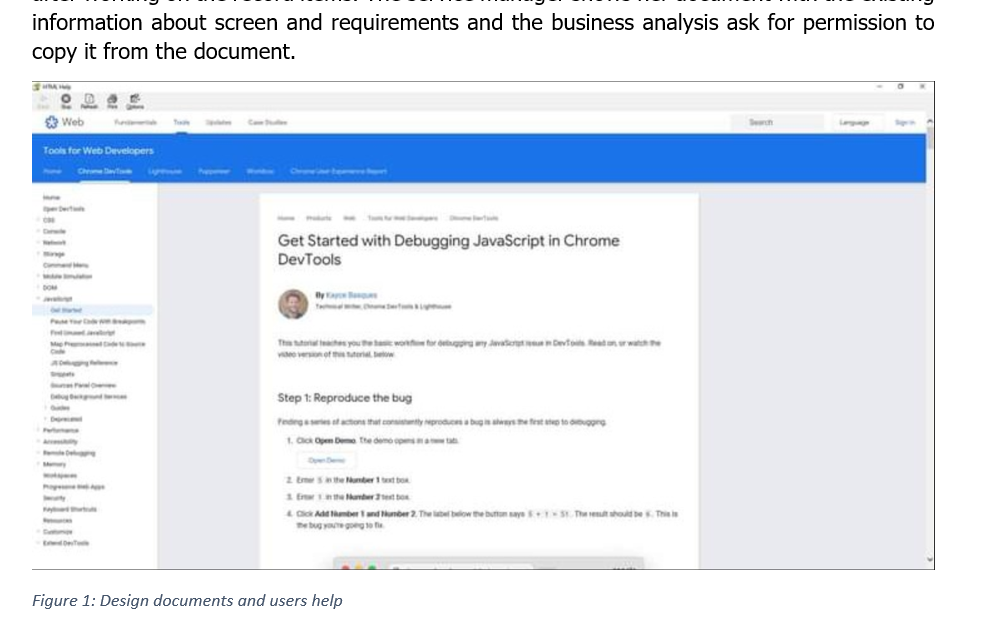 information about screen and requirements and the business analysis ask for permission to
copy it from the document.
HTML Help
Stop Refresh Print Options
Web Fundamentals Tools Updates Case Studies Search Language Sign in
Tools for Web Developers
Home Chrome DevTools Lighthouse Puppeteer Workbox Chrome User Experience Report
Home
Open DevTools
CSS
Console
Network
Storage
Command Menu
Mobile Simulation
DOM
JavaScript
Get Started
Pause Your Code With Breakpoints
Find Unused JavaScript
Map Preprocessed Code to Source
Code
JS Debugging Reference
Snippets
Sources Panel Overview
Debug Background Services
Guides
Deprecated
Performance
Accessibility
Remote Debugging
Memory
Workspaces
Progressive Web Apps
Security
Keyboard Shortcuts
Resources
Customize
Extend DevTools
Home Products Web Tools for Web Developers Chrome DevTools
Get Started with Debugging JavaScript in Chrome
DevTools
By Kayce Basques
Technical Writer, Chrome DevTools & Lighthouse
This tutorial teaches you the basic workflow for debugging any JavaScript issue in DevTools. Read on, or watch the
video version of this tutorial, below.
Step 1: Reproduce the bug
Finding a series of actions that consistently reproduces a bug is always the first step to debugging.
1. Click Open Demo. The demo opens in a new tab.
Open Demo
2. Enter 5 in the Number 1 text box.
3. Enter 1 in the Number 2 text box.
4. Click Add Number 1 and Number 2. The label below the button says 5 + 1 = 51. The result should be 6. This is
the bug you're going to fix.
Figure 1: Design documents and users help